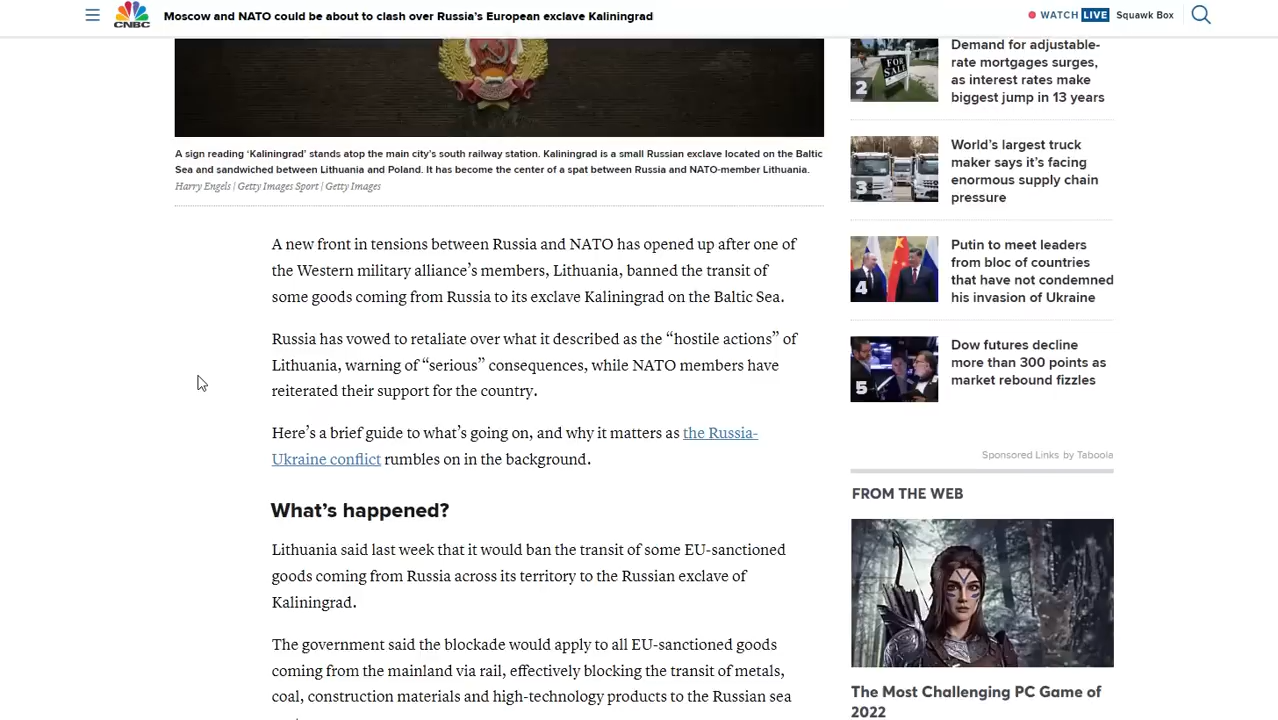 CNBC
Moscow and NATO could be about to clash over Russia's European exclave Kaliningrad
WATCH LIVE Squawk Box
A sign reading ‘Kaliningrad’ stands atop the main city’s south railway station. Kaliningrad is a small Russian exclave located on the Baltic
Sea and sandwiched between Lithuania and Poland. It has become the center of a spat between Russia and NATO-member Lithuania.
Harry Engels | Getty Images Sport | Getty Images
A new front in tensions between Russia and NATO has opened up after one of
the Western military alliance’s members, Lithuania, banned the transit of
some goods coming from Russia to its exclave Kaliningrad on the Baltic Sea.
Russia has vowed to retaliate over what it described as the “hostile actions” of
Lithuania, warning of “serious” consequences, while NATO members have
reiterated their support for the country.
Here’s a brief guide to what’s going on, and why it matters as the Russia-
Ukraine conflict rumbles on in the background.
What’s happened?
Lithuania said last week that it would ban the transit of some EU-sanctioned
goods coming from Russia across its territory to the Russian exclave of
Kaliningrad.
The government said the blockade would apply to all EU-sanctioned goods
coming from the mainland via rail, effectively blocking the transit of metals,
coal, construction materials and high-technology products to the Russian sea
FOR
SALE
2
Demand for adjustable-
rate mortgages surges,
as interest rates make
biggest jump in 13 years
3
World’s largest truck
maker says it’s facing
enormous supply chain
pressure
4
Putin to meet leaders
from bloc of countries
that have not condemned
his invasion of Ukraine
5
Dow futures decline
more than 300 points as
market rebound fizzles
Sponsored Links by Taboola
FROM THE WEB
The Most Challenging PC Game of
2022